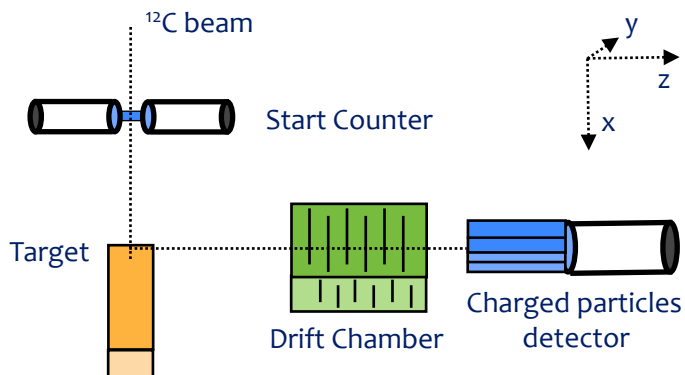 ¹²C beam
y
z
x
Start Counter
Target
Drift Chamber
Charged particles
detector